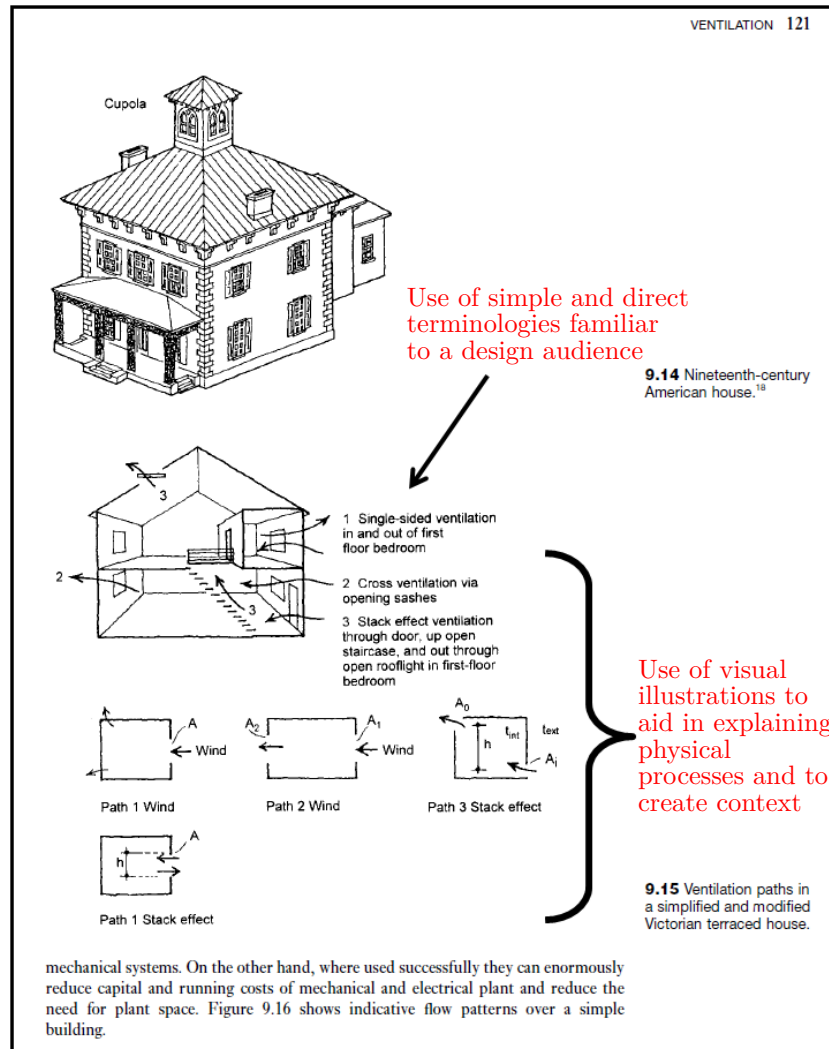 VENTILATION 121
Cupola
Use of simple and direct
terminologies familiar
to a design audience
9.14 Nineteenth-century
American house.18
3
1 Single-sided ventilation
in and out of first
floor bedroom
2
2 Cross ventilation via
opening sashes
3
3 Stack effect ventilation
through door, up open
staircase, and out through
open rooflight in first-floor
bedroom
Use of visual
illustrations to
aid in explaining
physical
processes and to
create context
A
Wind
Path 1 Wind
A2
A1
Wind
Path 2 Wind
Ao
tint
text
h
Ai
Path 3 Stack effect
A
h
Path 1 Stack effect
9.15 Ventilation paths in
a simplified and modified
Victorian terraced house.
mechanical systems. On the other hand, where used successfully they can enormously
reduce capital and running costs of mechanical and electrical plant and reduce the
need for plant space. Figure 9.16 shows indicative flow patterns over a simple
building.